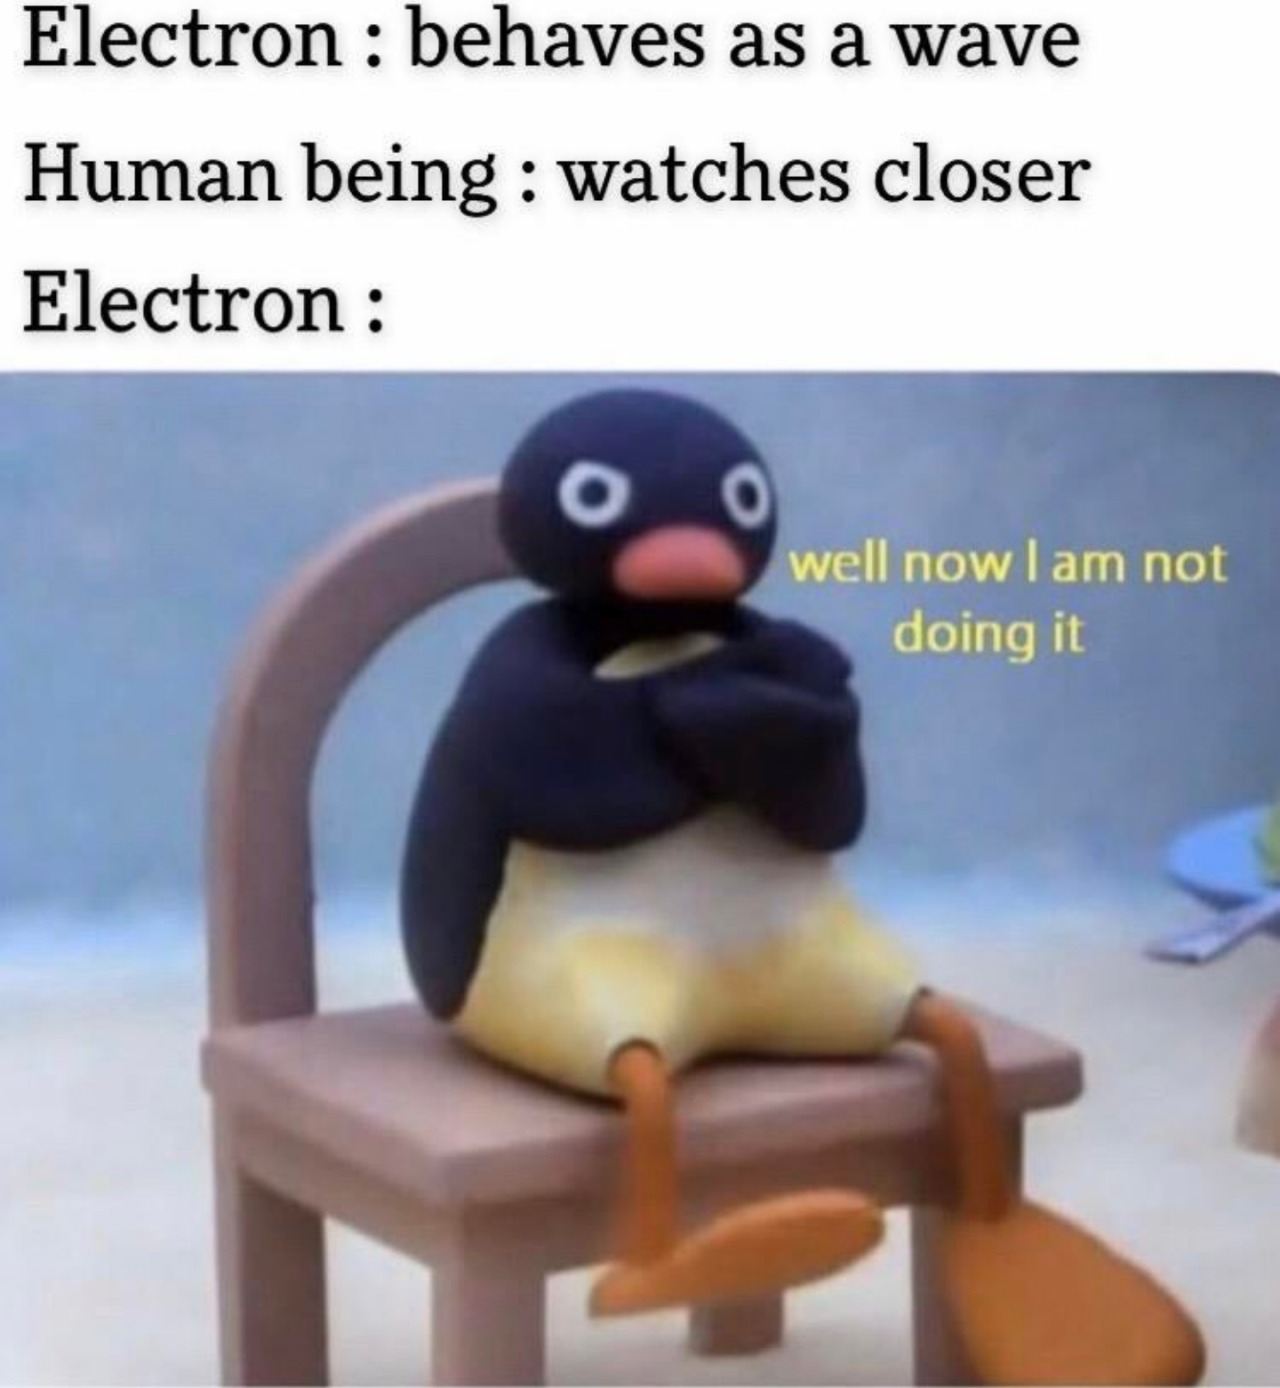 Electron : behaves as a wave
Human being : watches closer
Electron :
well now I am not
doing it